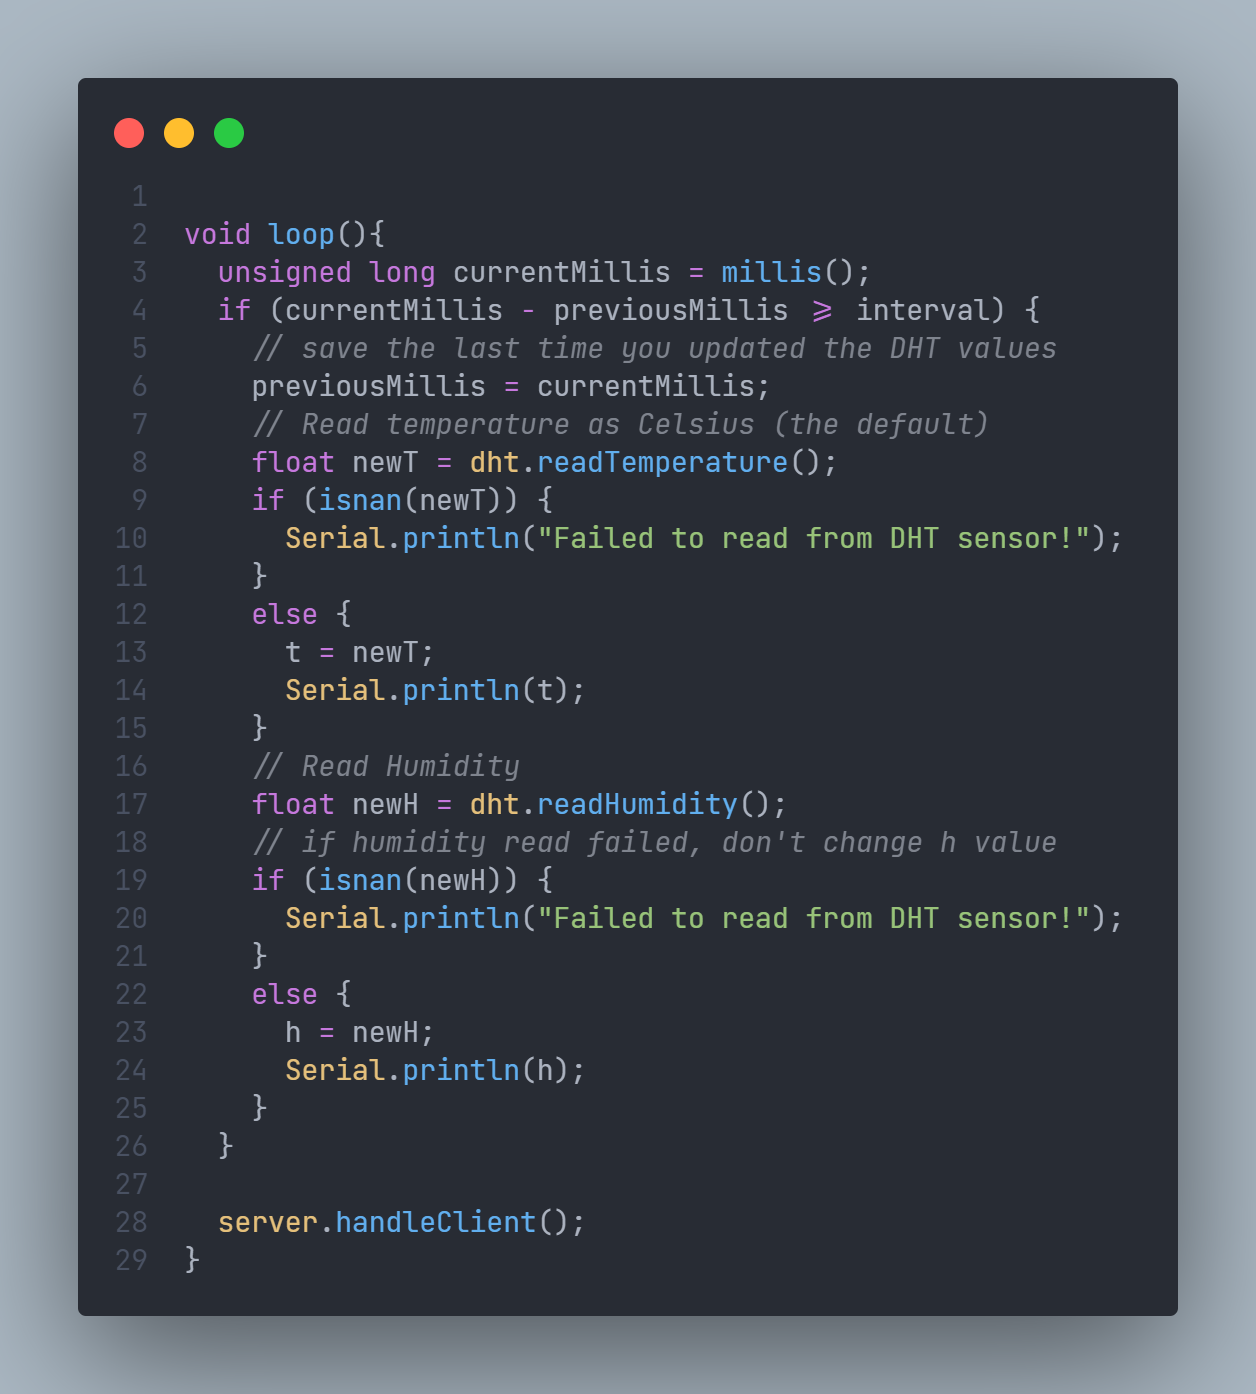 1
2 void loop(){
3   unsigned long currentMillis = millis();
4   if (currentMillis - previousMillis >= interval) {
5     // save the last time you updated the DHT values
6     previousMillis = currentMillis;
7     // Read temperature as Celsius (the default)
8     float newT = dht.readTemperature();
9     if (isnan(newT)) {
10       Serial.println("Failed to read from DHT sensor!");
11     }
12     else {
13       t = newT;
14       Serial.println(t);
15     }
16     // Read Humidity
17     float newH = dht.readHumidity();
18     // if humidity read failed, don't change h value
19     if (isnan(newH)) {
20       Serial.println("Failed to read from DHT sensor!");
21     }
22     else {
23       h = newH;
24       Serial.println(h);
25     }
26   }
27
28   server.handleClient();
29 }